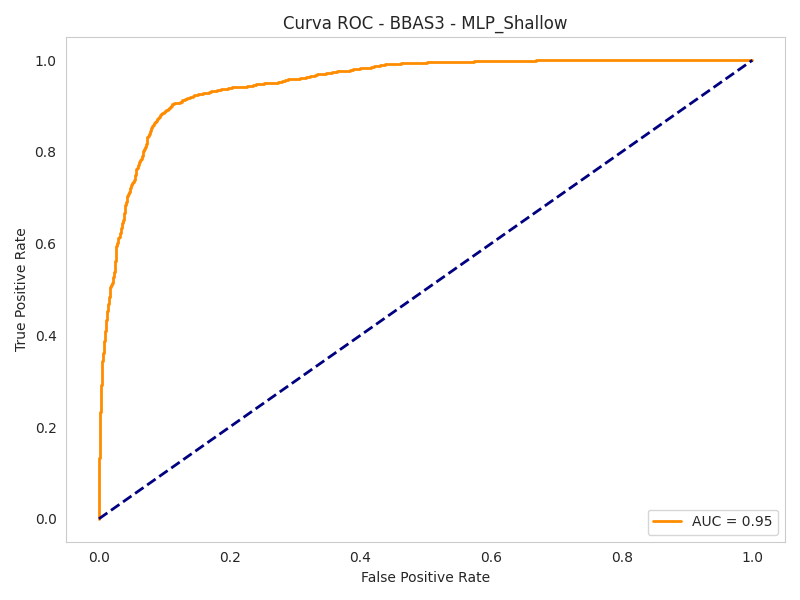 Curva ROC - BBAS3 - MLP_Shallow
True Positive Rate
1.0
0.8
0.6
0.4
0.2
0.0
0.0 0.2 0.4 0.6 0.8 1.0
False Positive Rate
AUC = 0.95